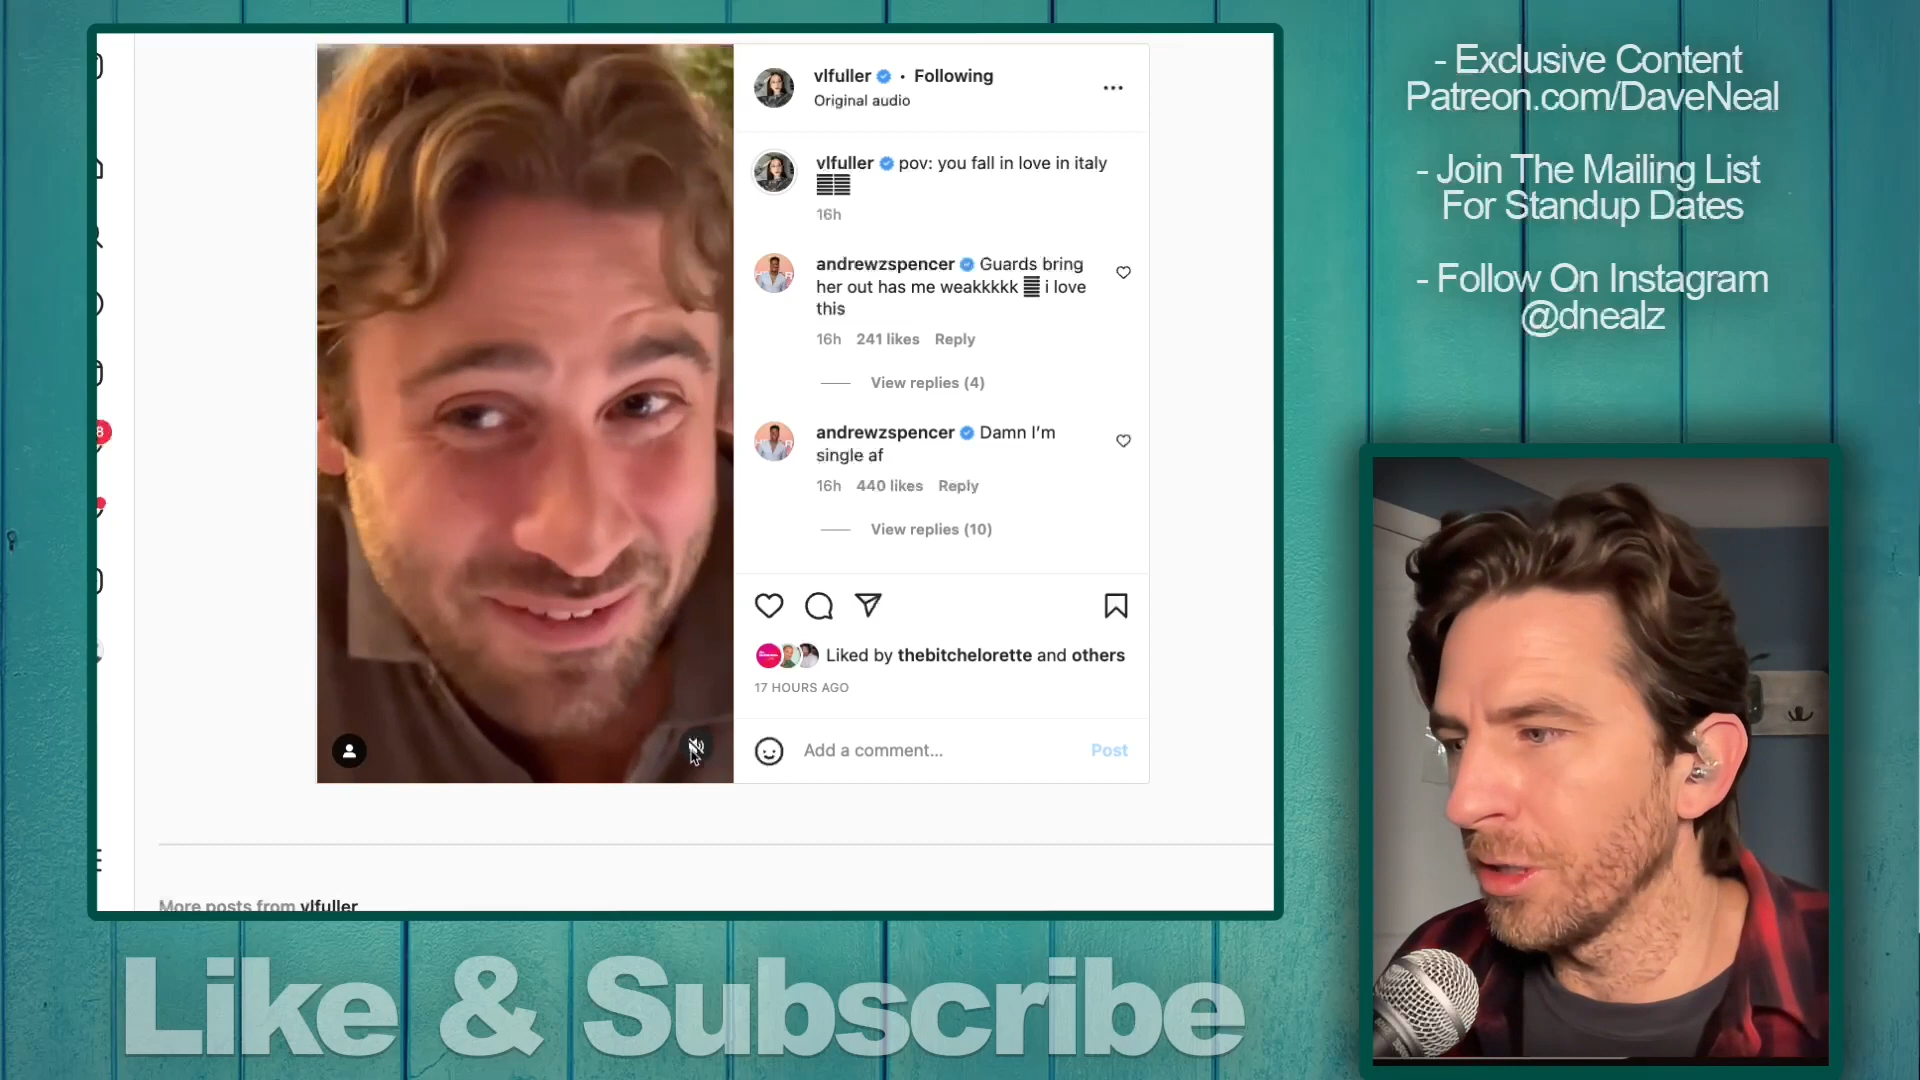 vlfuller • Following
Original audio
vlfuller pov: you fall in love in italy
16h
andrewzspencer Guards bring
her out has me weakkkkk i love
this
16h 241 likes Reply
View replies (4)
andrewzspencer Damn I'm
single af
16h 440 likes Reply
View replies (10)
Liked by thebitchelorette and others
17 HOURS AGO
Add a comment... Post
More posts from vlfuller
8
- Exclusive Content
Patreon.com/DaveNeal
- Join The Mailing List
For Standup Dates
- Follow On Instagram
@dnealz
Like & Subscribe